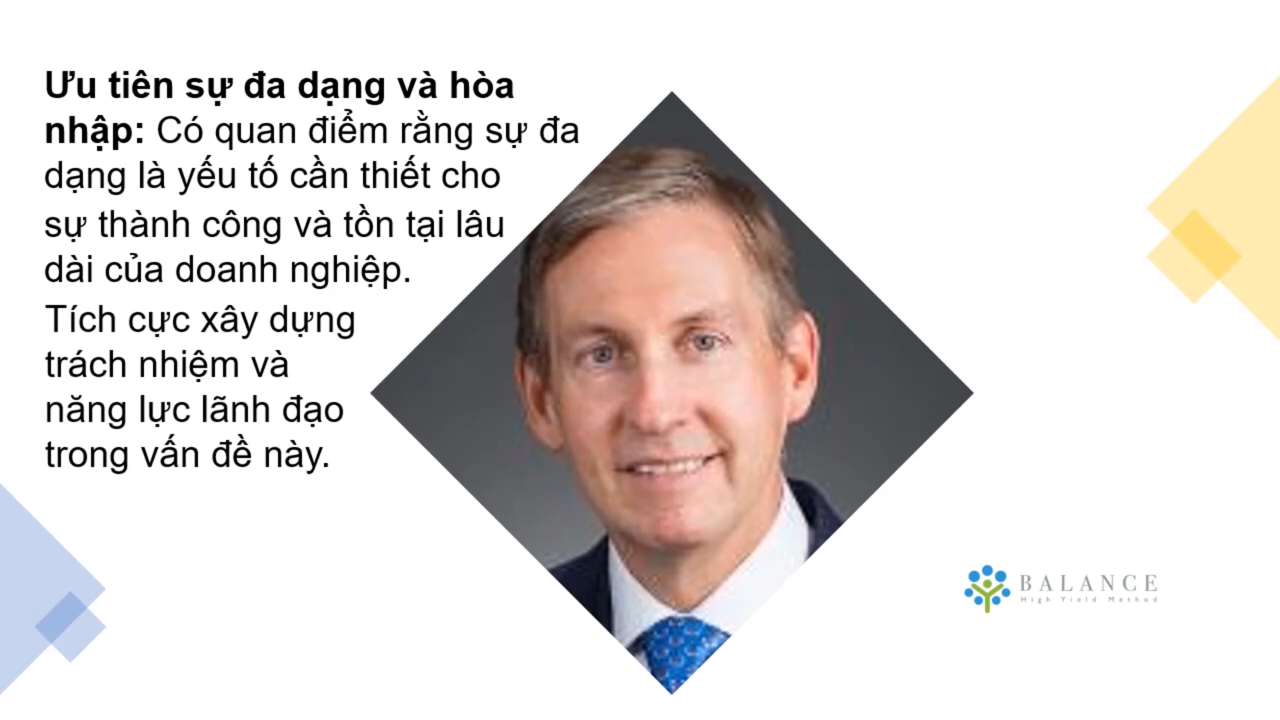 Ưu tiên sự đa dạng và hòa
nhập: Có quan điểm rằng sự đa
dạng là yếu tố cần thiết cho
sự thành công và tồn tại lâu
dài của doanh nghiệp.
Tích cực xây dựng
trách nhiệm và
năng lực lãnh đạo
trong vấn đề này.
BALANCE
High Yield Method